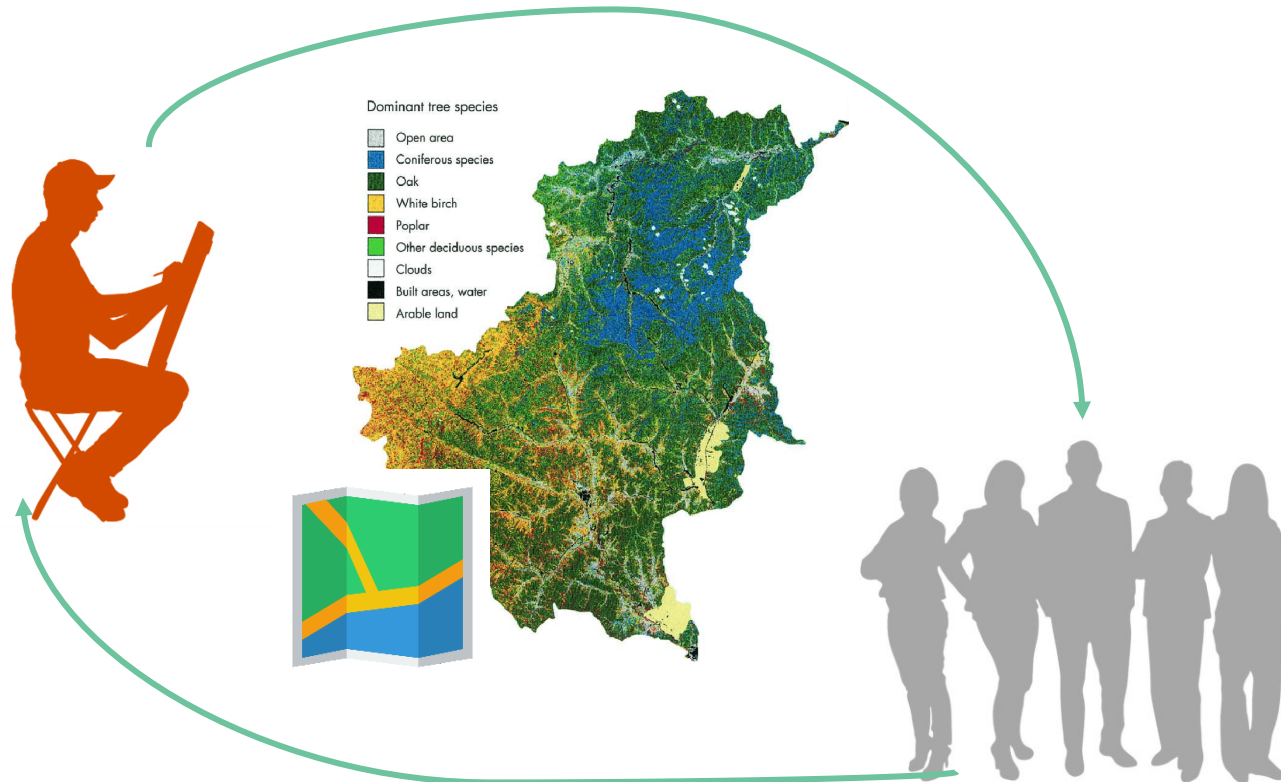 Dominant tree species
Open area
Coniferous species
Oak
White birch
Poplar
Other deciduous species
Clouds
Built areas, water
Arable land